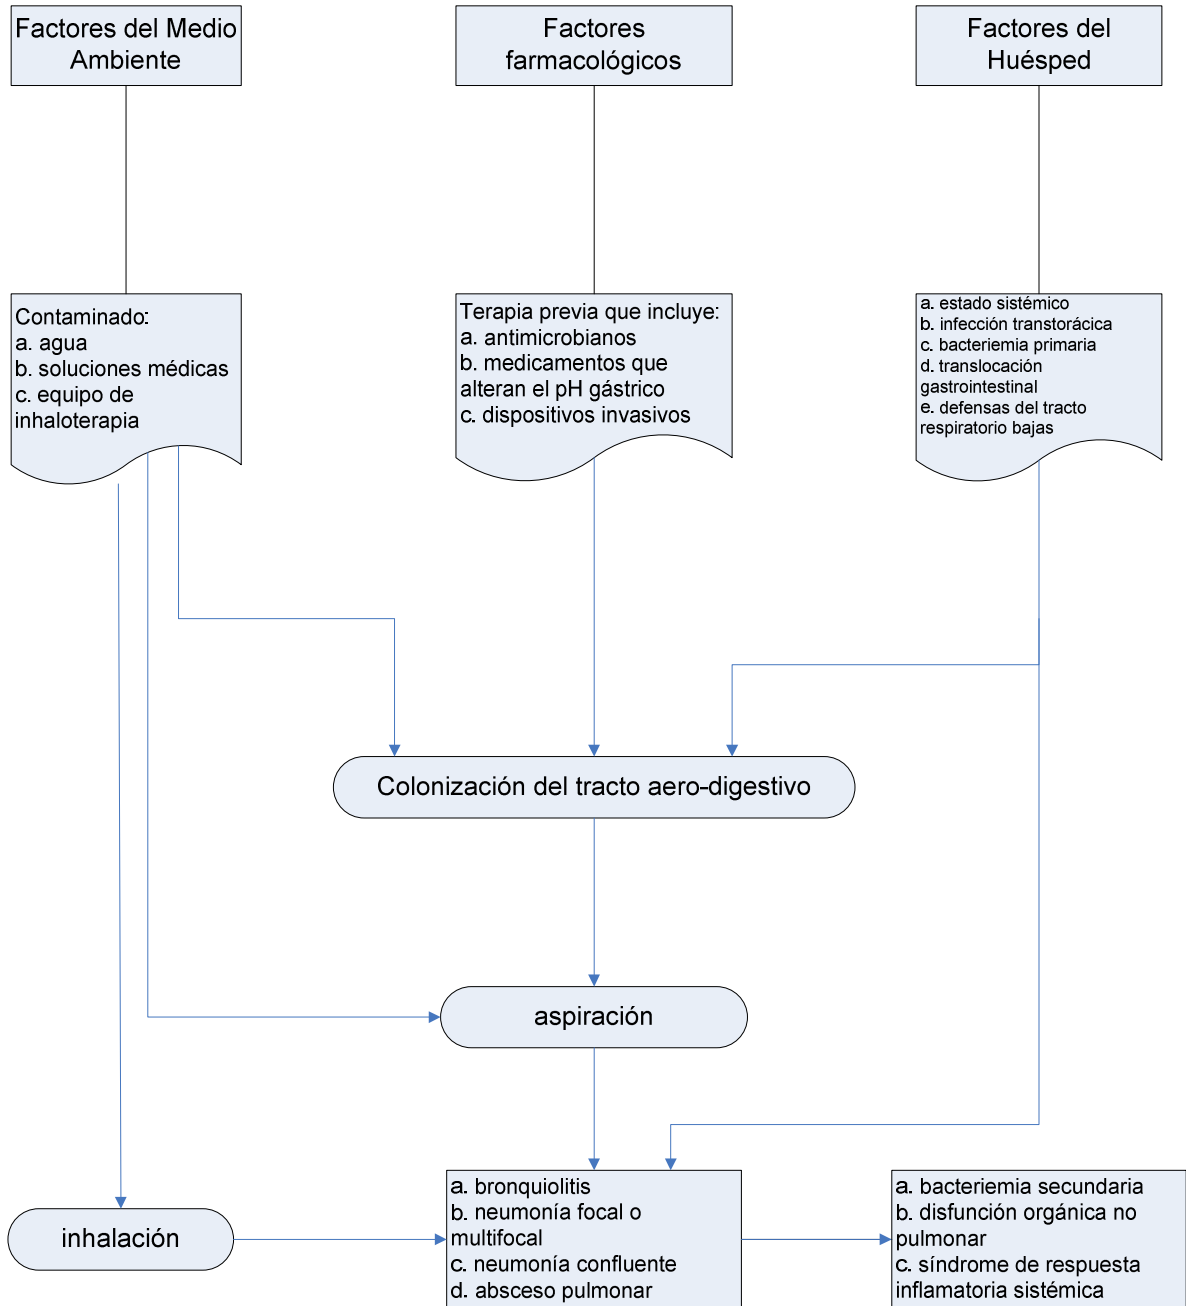 Factores del Medio
Ambiente
Factores
farmacológicos
Factores del
Huésped
Contaminado:
a. agua
b. soluciones médicas
c. equipo de
inhaloterapia
Terapia previa que incluye:
a. antimicrobianos
b. medicamentos que
alteran el pH gástrico
c. dispositivos invasivos
a. estado sistémico
b. infección transtorácica
c. bacteriemia primaria
d. translocación
gastrointestinal
e. defensas del tracto
respiratorio bajas
Colonización del tracto aero-digestivo
aspiración
inhalación
a. bronquiolitis
b. neumonía focal o
multifocal
c. neumonía confluente
d. absceso pulmonar
a. bacteriemia secundaria
b. disfunción orgánica no
pulmonar
c. síndrome de respuesta
inflamatoria sistémica